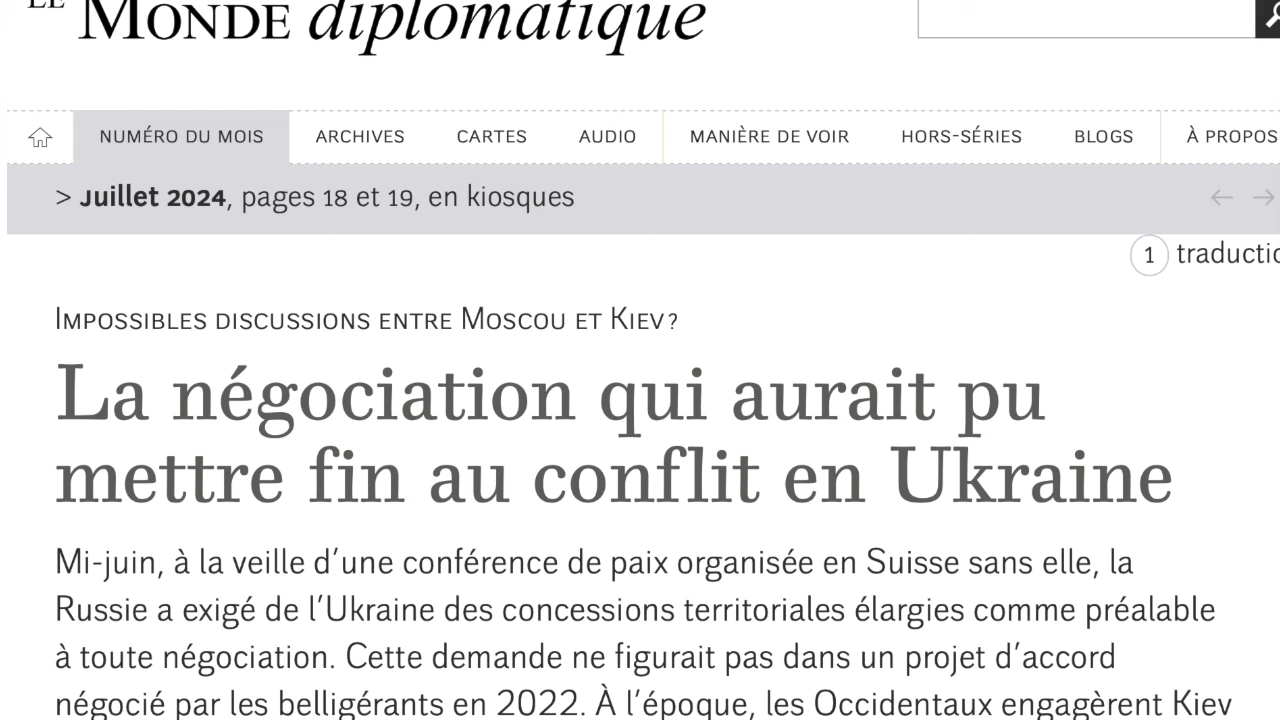 LE MONDE diplomatique
NUMÉRO DU MOIS ARCHIVES CARTES AUDIO MANIÈRE DE VOIR HORS-SÉRIES BLOGS À PROPOS
> Juillet 2024, pages 18 et 19, en kiosques
1 traductio
IMPOSSIBLES DISCUSSIONS ENTRE MOSCOU ET KIEV?
La négociation qui aurait pu
mettre fin au conflit en Ukraine
Mi-juin, à la veille d’une conférence de paix organisée en Suisse sans elle, la
Russie a exigé de l’Ukraine des concessions territoriales élargies comme préalable
à toute négociation. Cette demande ne figurait pas dans un projet d’accord
négocié par les belligérants en 2022. À l’époque, les Occidentaux engagèrent Kiev